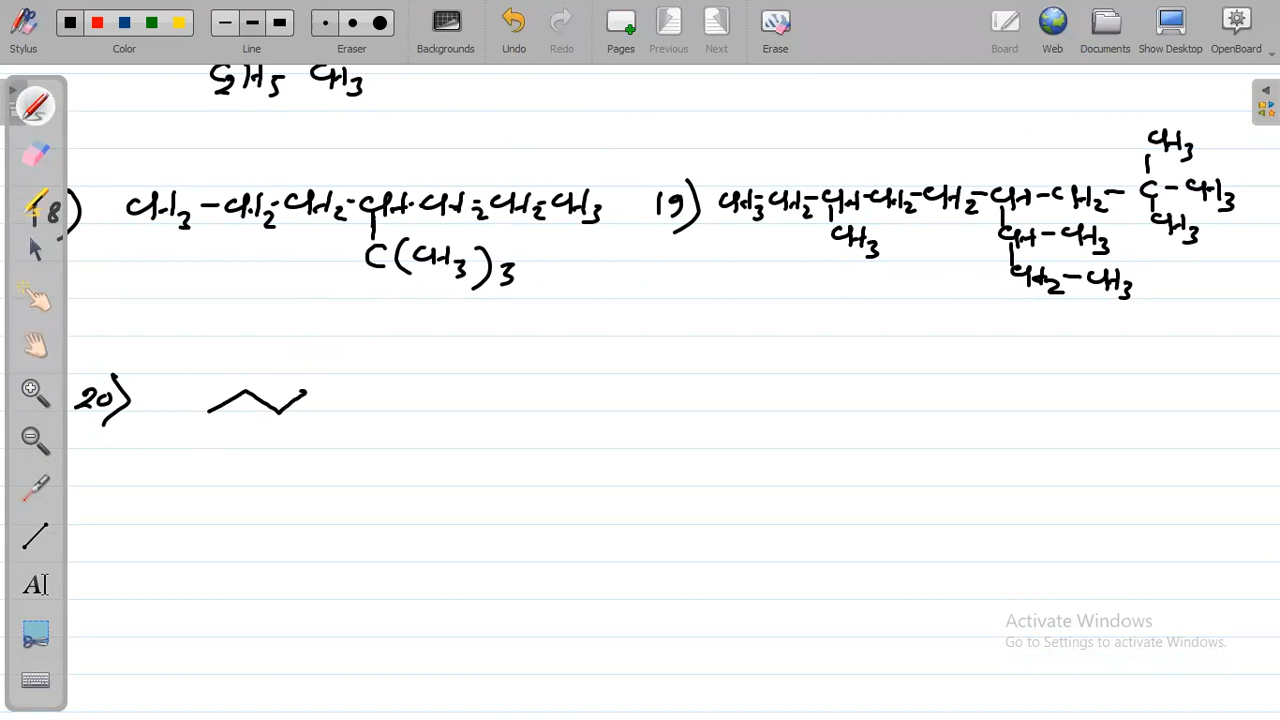 Stylus Color Line Eraser Backgrounds Undo Redo Pages Previous Next Erase Board Web Documents Show Desktop OpenBoard
C2H5 CH3
18) CH3-CH2-CH2-CH-CH2-CH2-CH3
C(CH3)3
19) CH3-CH2-CH-CH2-CH2-CH-CH2-C-CH3
CH3
CH3
CH-CH3
CH3
CH2-CH3
20)
A
Activate Windows
Go to Settings to activate Windows.